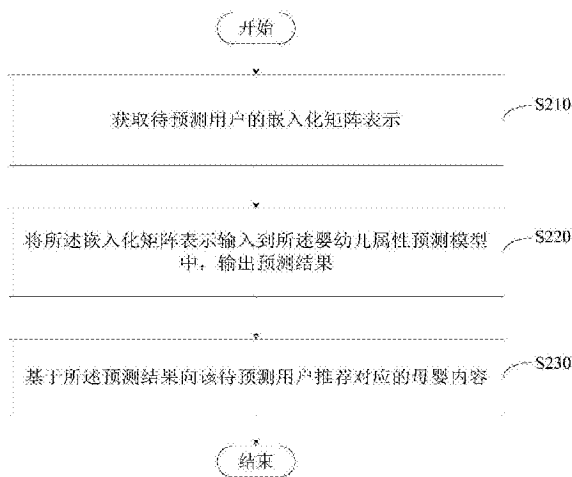 开始
获取待预测用户的嵌入化矩阵表示
S210
将所述嵌入化矩阵表示输入到所述婴幼儿属性预测模型
中，输出预测结果
S220
基于所述预测结果向该待预测用户推荐对应的母婴内容
S230
结束